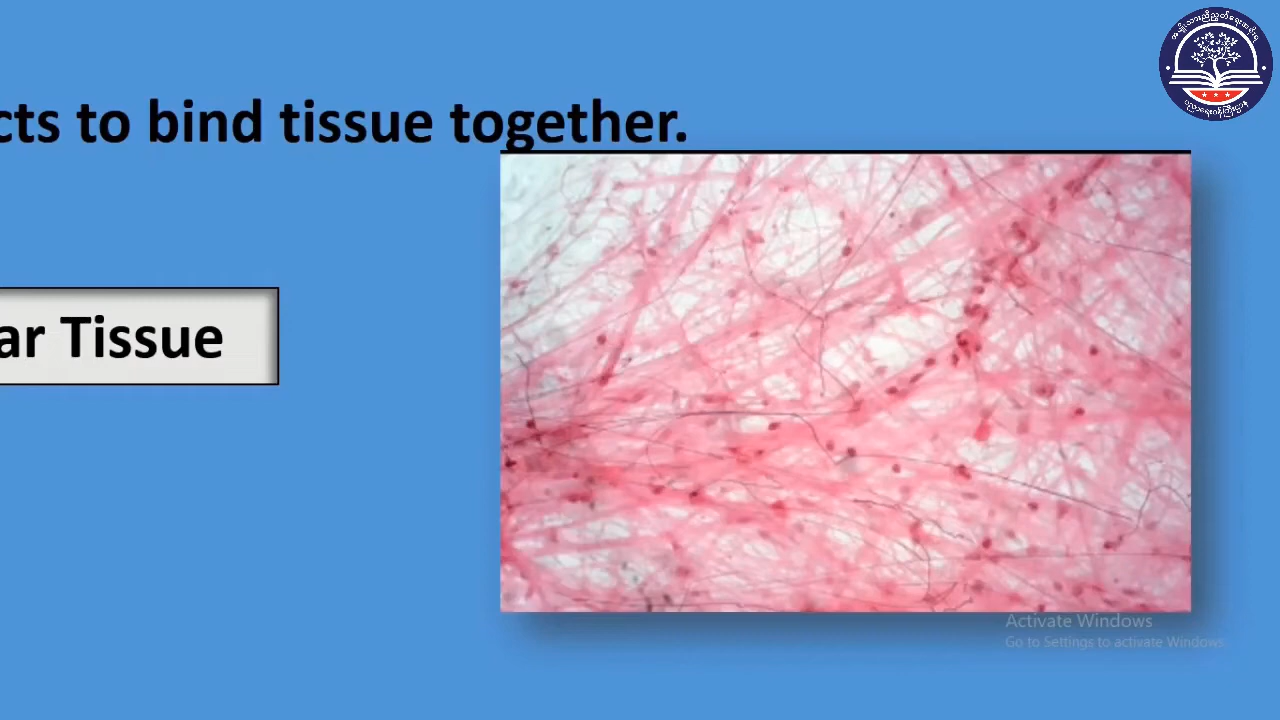 cts to bind tissue together.
ar Tissue
Activate Windows
Go to Settings to activate Windows.